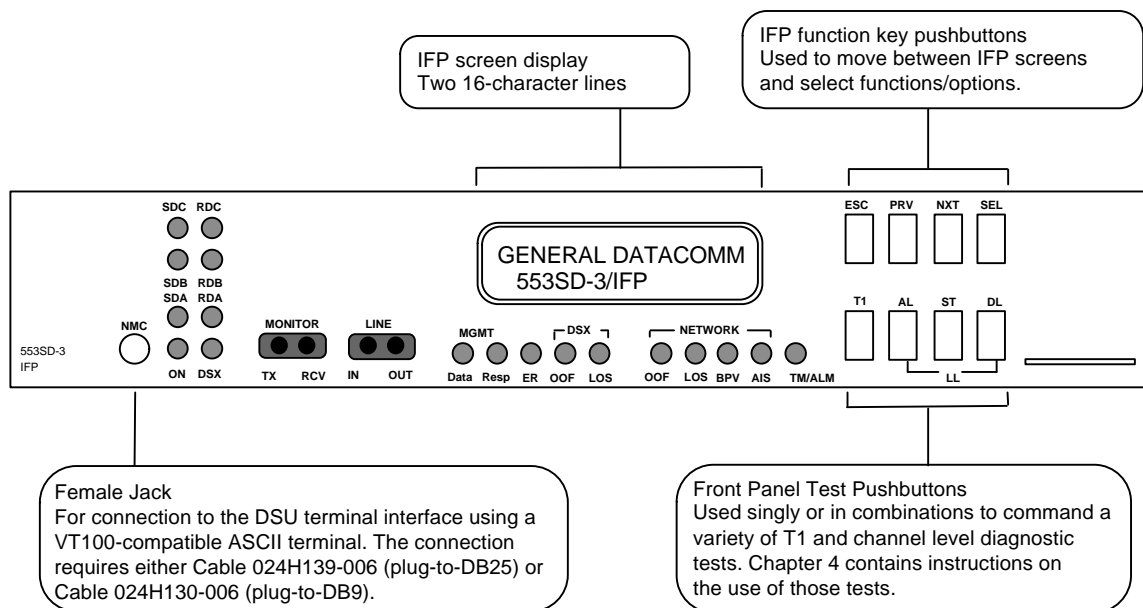 IFP screen display
Two 16-character lines
IFP function key pushbuttons
Used to move between IFP screens
and select functions/options.
SDC RDC
ESC PRV NXT SEL
GENERAL DATACOMM
553SD-3/IFP
SDB RDB
SDA RDA
T1 AL ST DL
NMC
MONITOR LINE
MGMT DSX NETWORK
553SD-3
IFP
ON DSX
TX RCV IN OUT
Data Resp ER OOF LOS
OOF LOS BPV AIS TM/ALM
LL
Female Jack
For connection to the DSU terminal interface using a
VT100-compatible ASCII terminal. The connection
requires either Cable 024H139-006 (plug-to-DB25) or
Cable 024H130-006 (plug-to-DB9).
Front Panel Test Pushbuttons
Used singly or in combinations to command a
variety of T1 and channel level diagnostic
tests. Chapter 4 contains instructions on
the use of those tests.